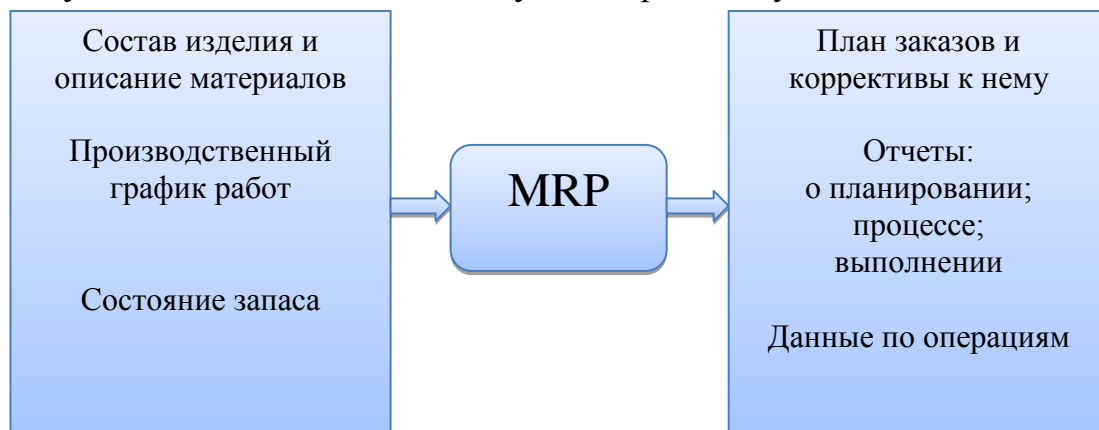 Состав изделия и
описание материалов
Производственный
график работ
Состояние запаса
MRP
План заказов и
коррективы к нему
Отчеты:
о планировании;
процессе;
выполнении
Данные по операциям